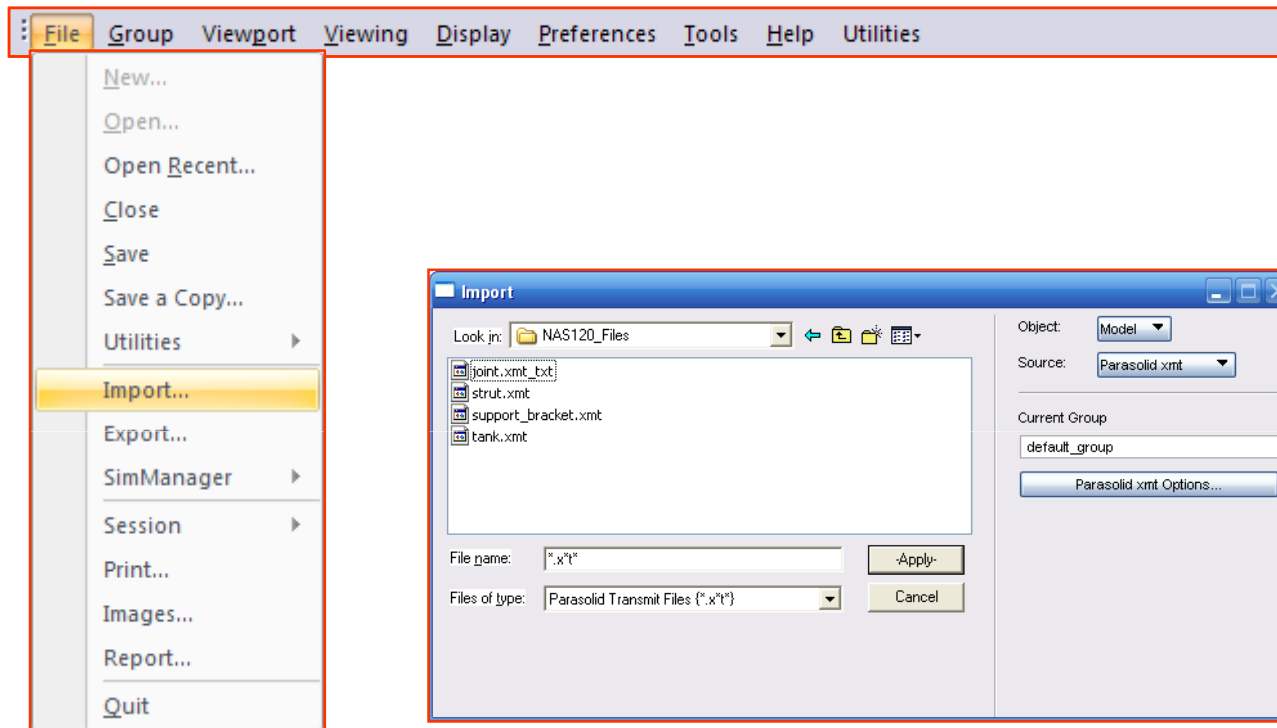 File Group Viewport Viewing Display Preferences Tools Help Utilities
New...
Open...
Open Recent...
Close
Save
Save a Copy...
Utilities
Import...
Export...
SimManager
Session
Print...
Images...
Report...
Quit
Import
Look in: NAS120_Files
joint.xmt_txt
strut.xmt
support_bracket.xmt
tank.xmt
File name: *.x*t*
-Apply-
Files of type: Parasolid Transmit Files {*.x*t*}
Cancel
Object: Model
Source: Parasolid xmt
Current Group
default_group
Parasolid xmt Options...